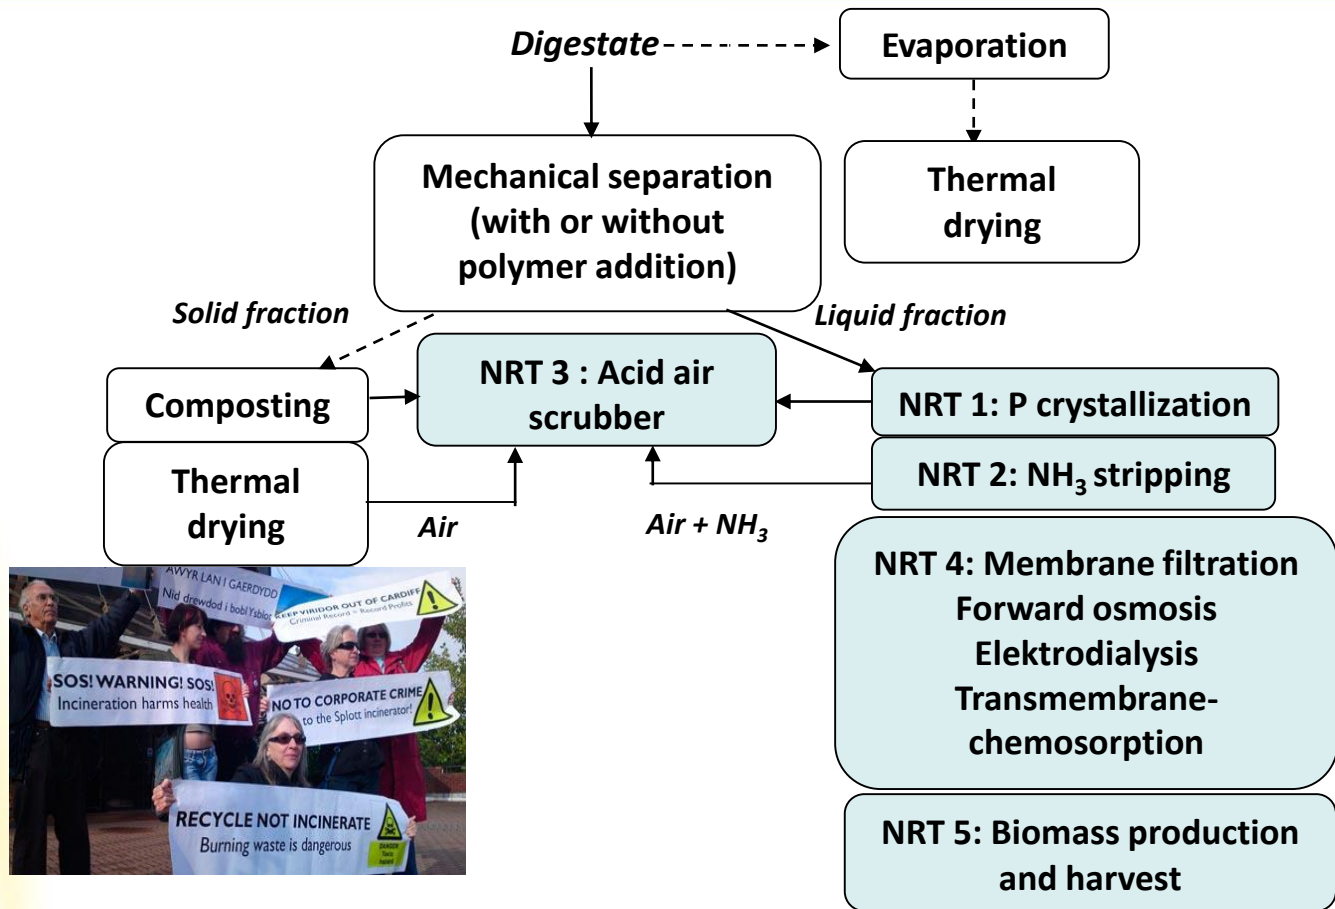 Digestate
Evaporation
Mechanical separation
(with or without
polymer addition)
Thermal
drying
Solid fraction
Liquid fraction
NRT 3 : Acid air
scrubber
Composting
NRT 1: P crystallization
Thermal
drying
NRT 2: NH₃ stripping
Air
Air + NH₃
NRT 4: Membrane filtration
Forward osmosis
Elektrodialysis
Transmembrane-
chemosorption
NRT 5: Biomass production
and harvest
AWYR LAN I GAERDYDD
Nid drewdod i bobl Ysblot
KEEP VIRIDOR OUT OF CARDIFF
Criminal Record = Record Profits
SOS! WARNING! SOS!
Incineration harms health
NO TO CORPORATE CRIME
to the Splott incinerator!
RECYCLE NOT INCINERATE
Burning waste is dangerous
DANGER